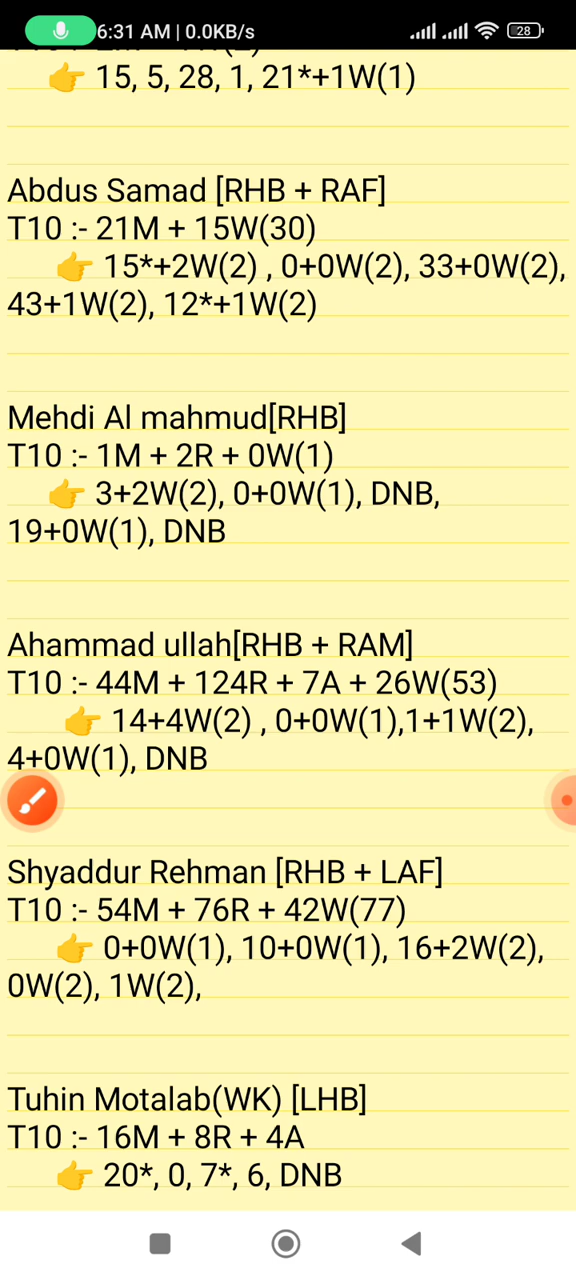 6:31 AM | 0.0KB/s
28
👉 15, 5, 28, 1, 21*+1W(1)
Abdus Samad [RHB + RAF]
T10 :- 21M + 15W(30)
👉 15*+2W(2) , 0+0W(2), 33+0W(2),
43+1W(2), 12*+1W(2)
Mehdi Al mahmud[RHB]
T10 :- 1M + 2R + 0W(1)
👉 3+2W(2), 0+0W(1), DNB,
19+0W(1), DNB
Ahammad ullah[RHB + RAM]
T10 :- 44M + 124R + 7A + 26W(53)
👉 14+4W(2) , 0+0W(1),1+1W(2),
4+0W(1), DNB
Shyaddur Rehman [RHB + LAF]
T10 :- 54M + 76R + 42W(77)
👉 0+0W(1), 10+0W(1), 16+2W(2),
0W(2), 1W(2),
Tuhin Motalab(WK) [LHB]
T10 :- 16M + 8R + 4A
👉 20*, 0, 7*, 6, DNB